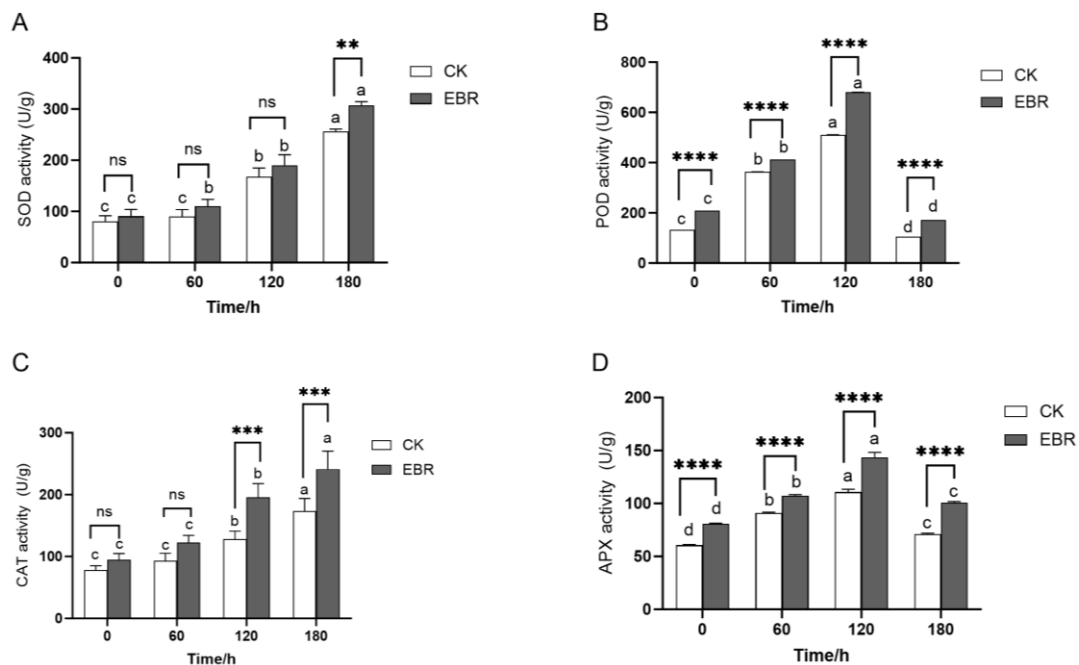 A
SOD activity (U/g)
400
300
200
100
0
ns
ns
ns
**
c c
c b
b b
a a
0 60 120 180
Time/h
CK
EBR
B
POD activity (U/g)
800
600
400
200
0
****
****
****
****
c c
b b
a a
d d
0 60 120 180
Time/h
CK
EBR
C
CAT activity (U/g)
300
200
100
0
ns
ns
***
***
c c
c c
b b
a a
0 60 120 180
Time/h
CK
EBR
D
APX activity (U/g)
200
150
100
50
0
****
****
****
****
d d
b b
a a
c c
0 60 120 180
Time/h
CK
EBR